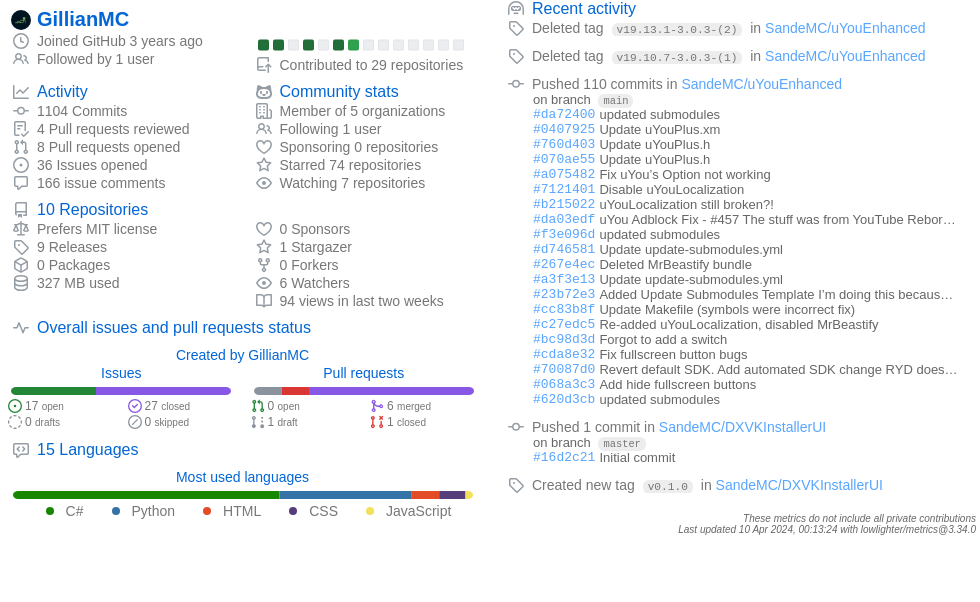 GillianMC
Joined GitHub 3 years ago
Followed by 1 user
Contributed to 29 repositories
Activity
1104 Commits
4 Pull requests reviewed
8 Pull requests opened
36 Issues opened
166 issue comments
Community stats
Member of 5 organizations
Following 1 user
Sponsoring 0 repositories
Starred 74 repositories
Watching 7 repositories
10 Repositories
Prefers MIT license
9 Releases
0 Packages
327 MB used
0 Sponsors
1 Stargazer
0 Forkers
6 Watchers
94 views in last two weeks
Overall issues and pull requests status
Created by GillianMC
Issues
17 open
27 closed
0 drafts
0 skipped
Pull requests
0 open
6 merged
1 draft
1 closed
15 Languages
Most used languages
C# Python HTML CSS JavaScript
Recent activity
Deleted tag v19.13.1-3.0.3-(2) in SandeMC/uYouEnhanced
Deleted tag v19.10.7-3.0.3-(1) in SandeMC/uYouEnhanced
Pushed 110 commits in SandeMC/uYouEnhanced
on branch main
#da72400 updated submodules
#0407925 Update uYouPlus.xm
#760d403 Update uYouPlus.h
#070ae55 Update uYouPlus.h
#a075482 Fix uYou’s Option not working
#7121401 Disable uYouLocalization
#b215022 uYouLocalization still broken?!
#da03edf uYou Adblock Fix - #457 The stuff was from YouTube Rebor…
#f3e096d updated submodules
#d746581 Update update-submodules.yml
#267e4ec Deleted MrBeastify bundle
#a3f3e13 Update update-submodules.yml
#23b72e3 Added Update Submodules Template I’m doing this becaus…
#cc83b8f Update Makefile (symbols were incorrect fix)
#c27edc5 Re-added uYouLocalization, disabled MrBeastify
#bc98d3d Forgot to add a switch
#cda8e32 Fix fullscreen button bugs
#70087d0 Revert default SDK. Add automated SDK change RYD does…
#068a3c3 Add hide fullscreen buttons
#620d3cb updated submodules
Pushed 1 commit in SandeMC/DXVKInstallerUI
on branch master
#16d2c21 Initial commit
Created new tag v0.1.0 in SandeMC/DXVKInstallerUI
These metrics do not include all private contributions
Last updated 10 Apr 2024, 00:13:24 with lowlighter/metrics@3.34.0